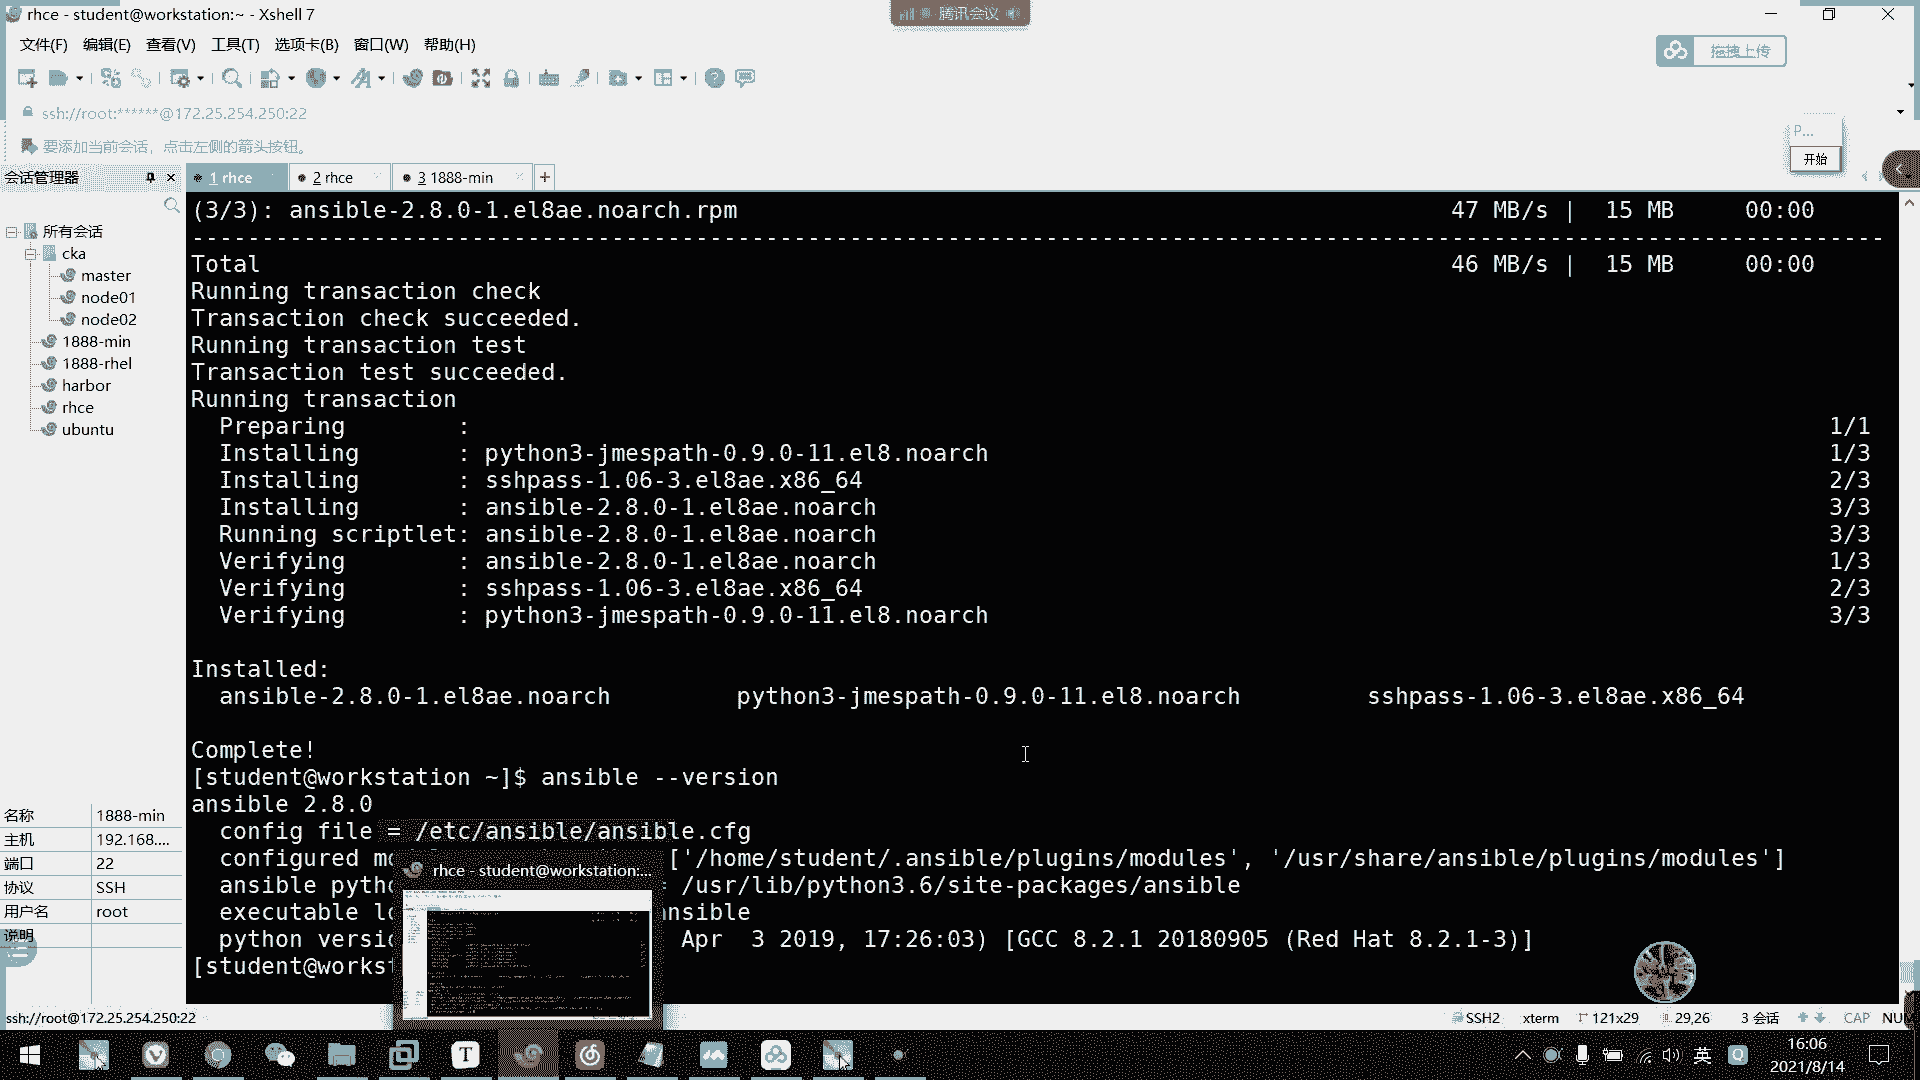 rhce - student@workstation:~ - Xshell 7
腾讯会议
文件(F) 编辑(E) 查看(V) 工具(T) 选项卡(B) 窗口(W) 帮助(H)
拖拽上传
ssh://root:******@172.25.254.250:22
要添加当前会话，点击左侧的箭头按钮。
P...
开始
会话管理器
1 rhce
2 rhce
3 1888-min
所有会话
cka
master
node01
node02
1888-min
1888-rhel
harbor
rhce
ubuntu
(3/3): ansible-2.8.0-1.el8ae.noarch.rpm 47 MB/s | 15 MB 00:00
--------------------------------------------------------------------------------
Total 46 MB/s | 15 MB 00:00
Running transaction check
Transaction check succeeded.
Running transaction test
Transaction test succeeded.
Running transaction
Preparing : 1/1
Installing : python3-jmespath-0.9.0-11.el8.noarch 1/3
Installing : sshpass-1.06-3.el8ae.x86_64 2/3
Installing : ansible-2.8.0-1.el8ae.noarch 3/3
Running scriptlet: ansible-2.8.0-1.el8ae.noarch 3/3
Verifying : ansible-2.8.0-1.el8ae.noarch 1/3
Verifying : sshpass-1.06-3.el8ae.x86_64 2/3
Verifying : python3-jmespath-0.9.0-11.el8.noarch 3/3
Installed:
ansible-2.8.0-1.el8ae.noarch python3-jmespath-0.9.0-11.el8.noarch sshpass-1.06-3.el8ae.x86_64
Complete!
[student@workstation ~]$ ansible --version
ansible 2.8.0
config file = /etc/ansible/ansible.cfg
configured ['/home/student/.ansible/plugins/modules', '/usr/share/ansible/plugins/modules']
ansible pyth = /usr/lib/python3.6/site-packages/ansible
executable ansible
python versi Apr 3 2019, 17:26:03) [GCC 8.2.1 20180905 (Red Hat 8.2.1-3)]
[student@works
rhce - student@workstation:...
名称 1888-min
主机 192.168....
端口 22
协议 SSH
用户名 root
说明
ssh://root@172.25.254.250:22
SSH2 xterm 121x29 29,26 3 会话 CAP NUM
英
16:06
2021/8/14